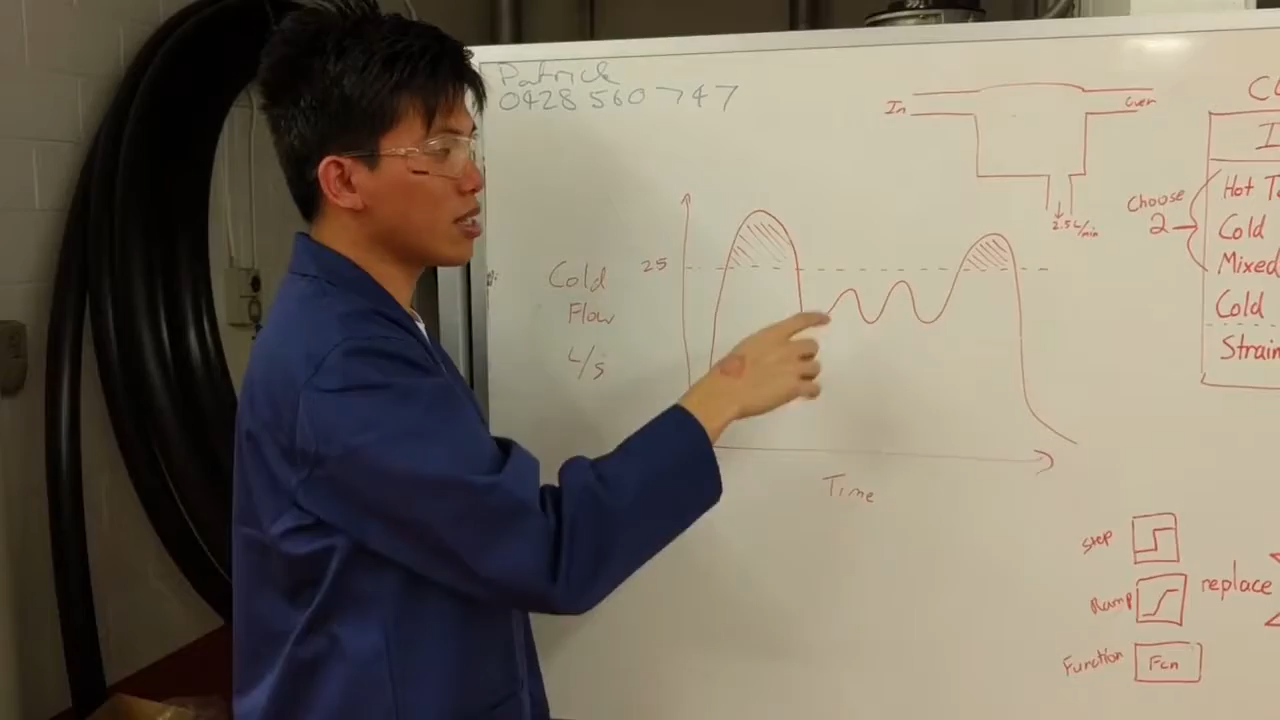 Patrick
0428 560 747
In
Over
2.5 L/min
25
Cold
Flow
L/s
Time
Choose
2
Hot
Cold
Mixed
Cold
Strain
Step
Ramp
replace
Function
Fcn